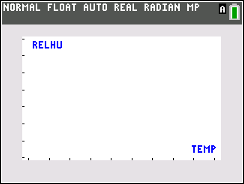 NORMAL FLOAT AUTO REAL RADIAN MP A
RELHU
TEMP